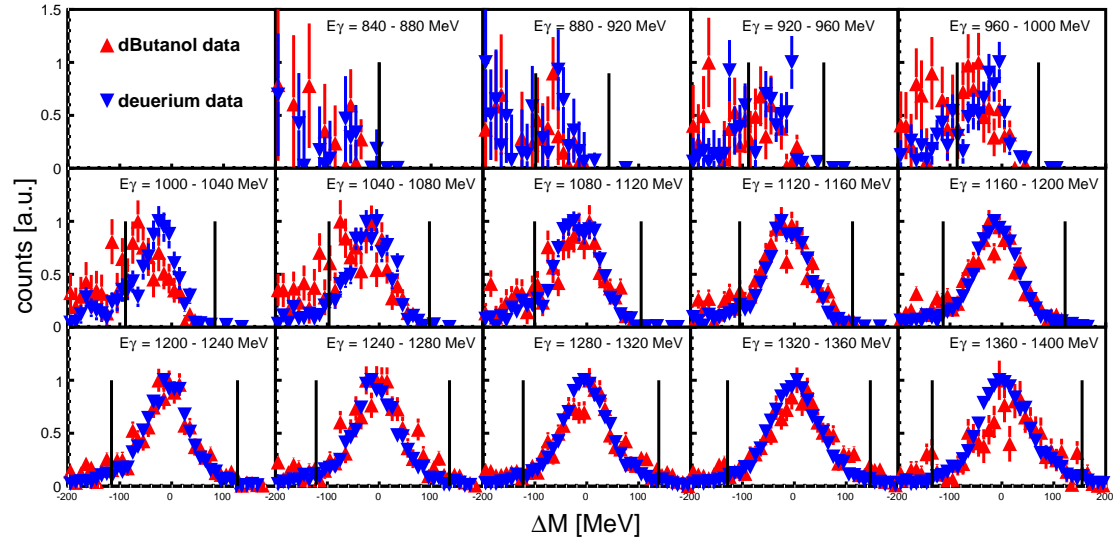 1.5
Eγ = 840 - 880 MeV
Eγ = 880 - 920 MeV
Eγ = 920 - 960 MeV
Eγ = 960 - 1000 MeV
dButanol data
deuerium data
1
0.5
0
Eγ = 1000 - 1040 MeV
Eγ = 1040 - 1080 MeV
Eγ = 1080 - 1120 MeV
Eγ = 1120 - 1160 MeV
Eγ = 1160 - 1200 MeV
counts [a.u.]
1
0.5
0
Eγ = 1200 - 1240 MeV
Eγ = 1240 - 1280 MeV
Eγ = 1280 - 1320 MeV
Eγ = 1320 - 1360 MeV
Eγ = 1360 - 1400 MeV
1
0.5
0
-200 -100 0 100 -200 -100 0 100 -200 -100 0 100 -200 -100 0 100 -200 -100 0 100 200
ΔM [MeV]